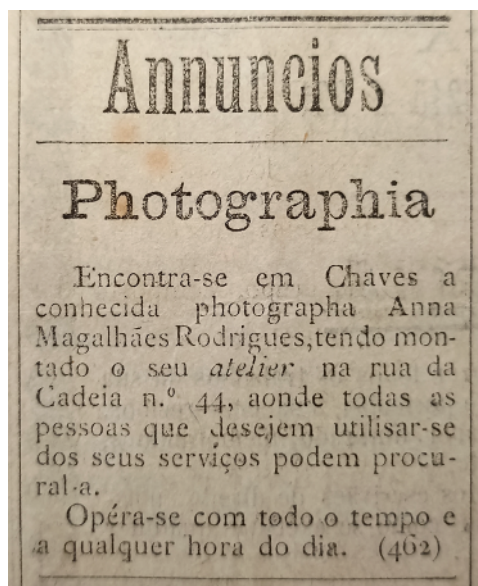 Annuncios
Photographia
Encontra-se em Chaves a
conhecida photógrapha Anna
Magalhães Rodrigues, tendo mon-
tado o seu atelier na rua da
Cadeia n.º 44, aonde todas as
pessoas que desejem utilisar-se
dos seus serviços podem procu-
ral-a.
Opéra-se com todo o tempo e
a qualquer hora do dia. (462)